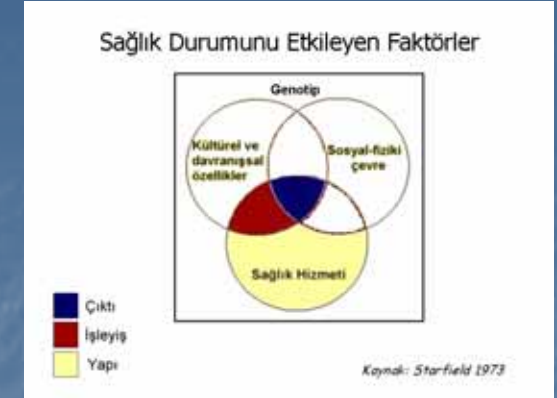 Sağlık Durumunu Etkileyen Faktörler
Genotip
Kültürel ve
davranışsal
özellikler
Sosyal-fiziki
çevre
Sağlık Hizmeti
Çıktı
İşleyiş
Yapı
Kaynak: Starfield 1973